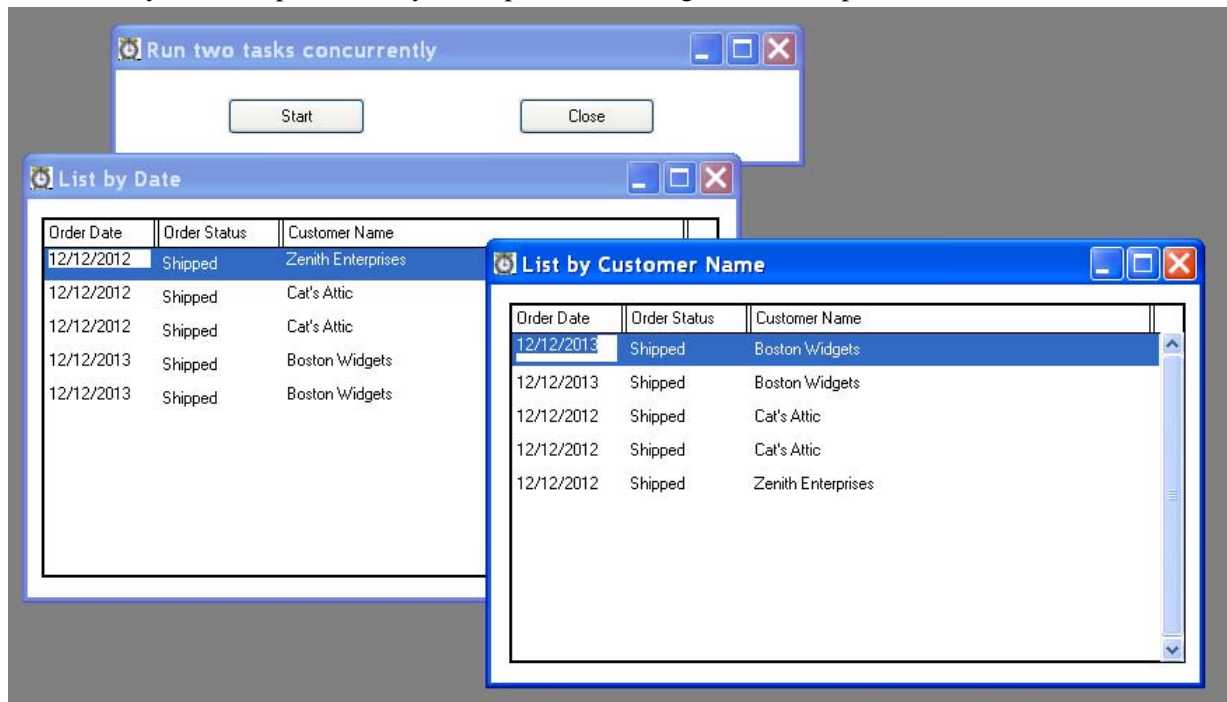 Run two tasks concurrently
Start Close
List by Date
Order Date Order Status Customer Name
12/12/2012 Shipped Zenith Enterprises
12/12/2012 Shipped Cat's Attic
12/12/2012 Shipped Cat's Attic
12/12/2013 Shipped Boston Widgets
12/12/2013 Shipped Boston Widgets
List by Customer Name
Order Date Order Status Customer Name
12/12/2013 Shipped Boston Widgets
12/12/2013 Shipped Boston Widgets
12/12/2012 Shipped Cat's Attic
12/12/2012 Shipped Cat's Attic
12/12/2012 Shipped Zenith Enterprises